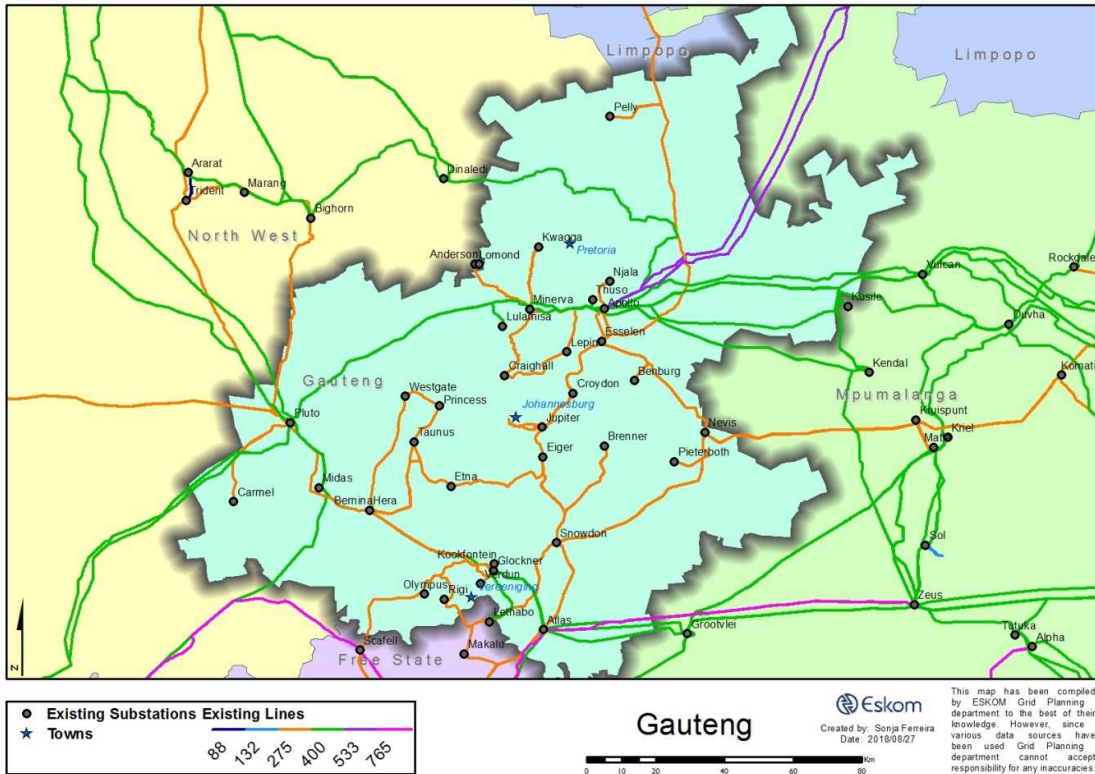 Limpopo
Limpopo
Pelly
Ararat
Marang
Dinaledi
Trident
Bighorn
North West
Kwagga
Pretoria
Anderson
Lomond
Njala
Vulcan
Rockdale
Thuso
Minerva
Apollo
Kusile
Lulamisa
Duvha
Esselen
Lepini
Craighall
Benburg
Kendal
Komati
Gauteng
Westgate
Croydon
Mpumalanga
Princess
Johannesburg
Pluto
Jupiter
Nevis
Kruispunt
Kriel
Taunus
Eiger
Brenner
Matla
Pieterboth
Midas
Etna
Carmel
Bernina
Hera
Snowdon
Sol
Kookfontein
Glockner
Verdun
Olympus
Rigi
Vereeniging
Lethabo
Atlas
Zeus
Grootvlei
Scafell
Makalu
Free State
Tutuka
Alpha
N
Existing Substations Existing Lines
Towns
88 132 275 400 533 765
Gauteng
Eskom
Created by: Sonja Ferreira
Date: 2018/08/27
0 10 20 40 60 80 Km
This map has been compiled
by ESKOM Grid Planning
department to the best of their
knowledge. However, since
various data sources have
been used Grid Planning
department cannot accept
responsibility for any inaccuracies.